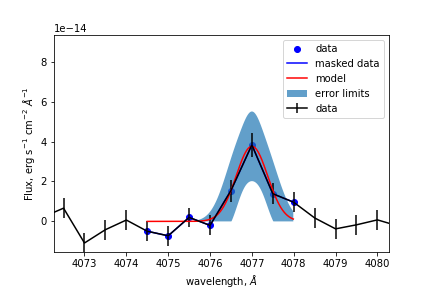 1e−14
8
6
4
2
0
Flux, erg s⁻¹ cm⁻² Å⁻¹
data
masked data
model
error limits
data
4073 4074 4075 4076 4077 4078 4079 4080
wavelength, Å